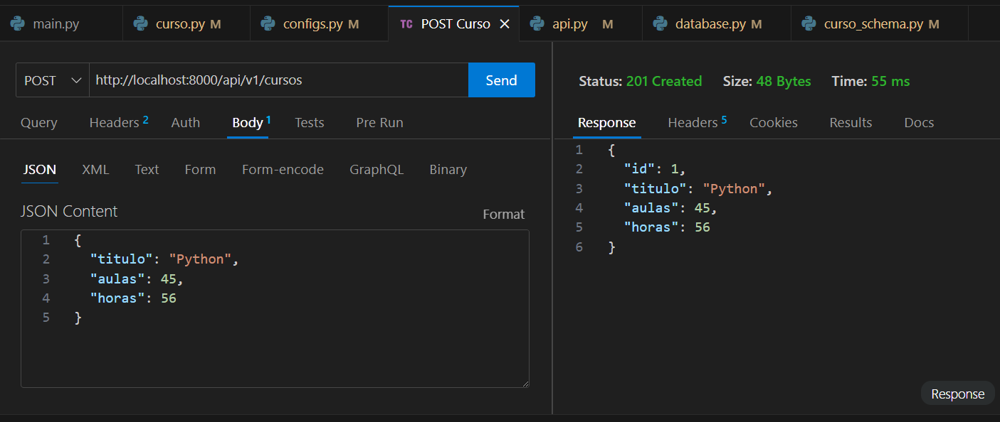 main.py curso.py M configs.py M TC POST Curso × api.py M database.py M curso_schema.py M
POST http://localhost:8000/api/v1/cursos Send
Query Headers 2 Auth Body 1 Tests Pre Run
JSON XML Text Form Form-encode GraphQL Binary
JSON Content Format
1 {
2 "titulo": "Python",
3 "aulas": 45,
4 "horas": 56
5 }
Status: 201 Created Size: 48 Bytes Time: 55 ms
Response Headers 5 Cookies Results Docs
1 {
2 "id": 1,
3 "titulo": "Python",
4 "aulas": 45,
5 "horas": 56
6 }
Response